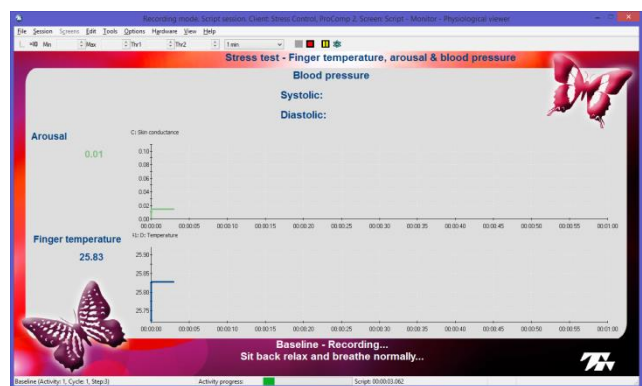 Recording mode. Script session. Client: Stress Control, ProComp 2, Screen: Script - Monitor - Physiological viewer
File Session Screens Edit Tools Options Hardware View Help
Min Max Thr1 Thr2 1 min
Stress test - Finger temperature, arousal & blood pressure
Blood pressure
Systolic:
Diastolic:
Arousal
0.01
C: Skin conductance
0.10
0.08
0.06
0.04
0.02
0.00
00:00:00 00:00:05 00:00:10 00:00:15 00:00:20 00:00:25 00:00:30 00:00:35 00:00:40 00:00:45 00:00:50 00:00:55 00:01:00
Finger temperature
25.83
D: Temperature
25.90
25.85
25.80
25.75
00:00:00 00:00:05 00:00:10 00:00:15 00:00:20 00:00:25 00:00:30 00:00:35 00:00:40 00:00:45 00:00:50 00:00:55 00:01:00
Baseline - Recording...
Sit back relax and breathe normally...
Baseline (Activity: 1, Cycle: 1, Step:3) Activity progress: Script: 00:00:03.062